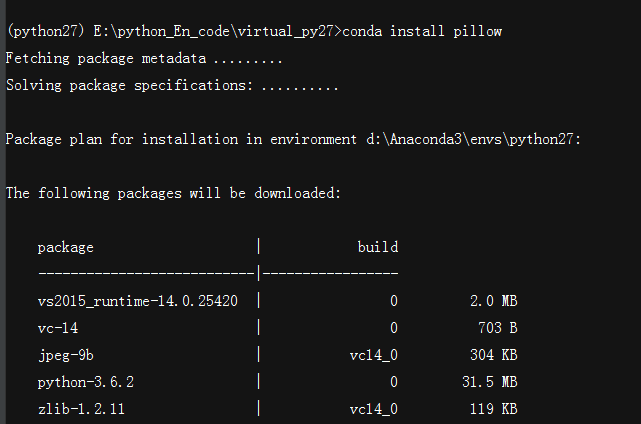 (python27) E:\python_En_code\virtual_py27>conda install pillow
Fetching package metadata .........
Solving package specifications: ..........
Package plan for installation in environment d:\Anaconda3\envs\python27:
The following packages will be downloaded:
package | build
---------------------------|-----------------
vs2015_runtime-14.0.25420 | 0 2.0 MB
vc-14 | 0 703 B
jpeg-9b | vc14_0 304 KB
python-3.6.2 | 0 31.5 MB
zlib-1.2.11 | vc14_0 119 KB